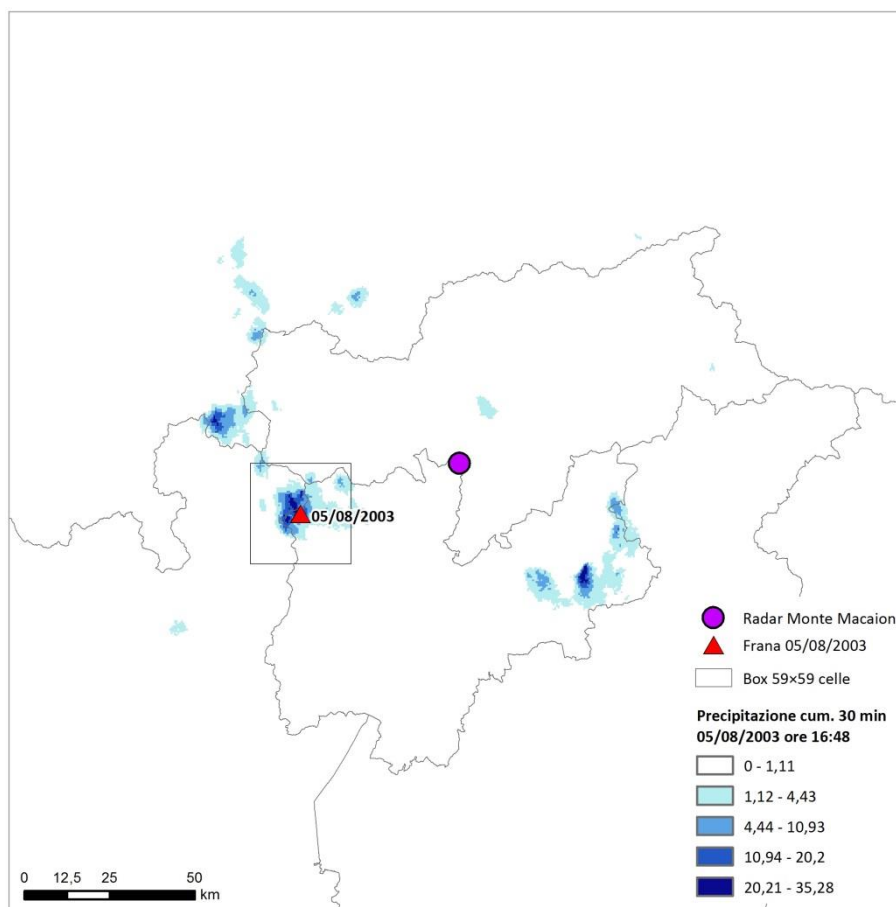 05/08/2003
Radar Monte Macaion
Frana 05/08/2003
Box 59×59 celle
Precipitazione cum. 30 min
05/08/2003 ore 16:48
0 - 1,11
1,12 - 4,43
4,44 - 10,93
10,94 - 20,2
20,21 - 35,28
0 12,5 25 50
km